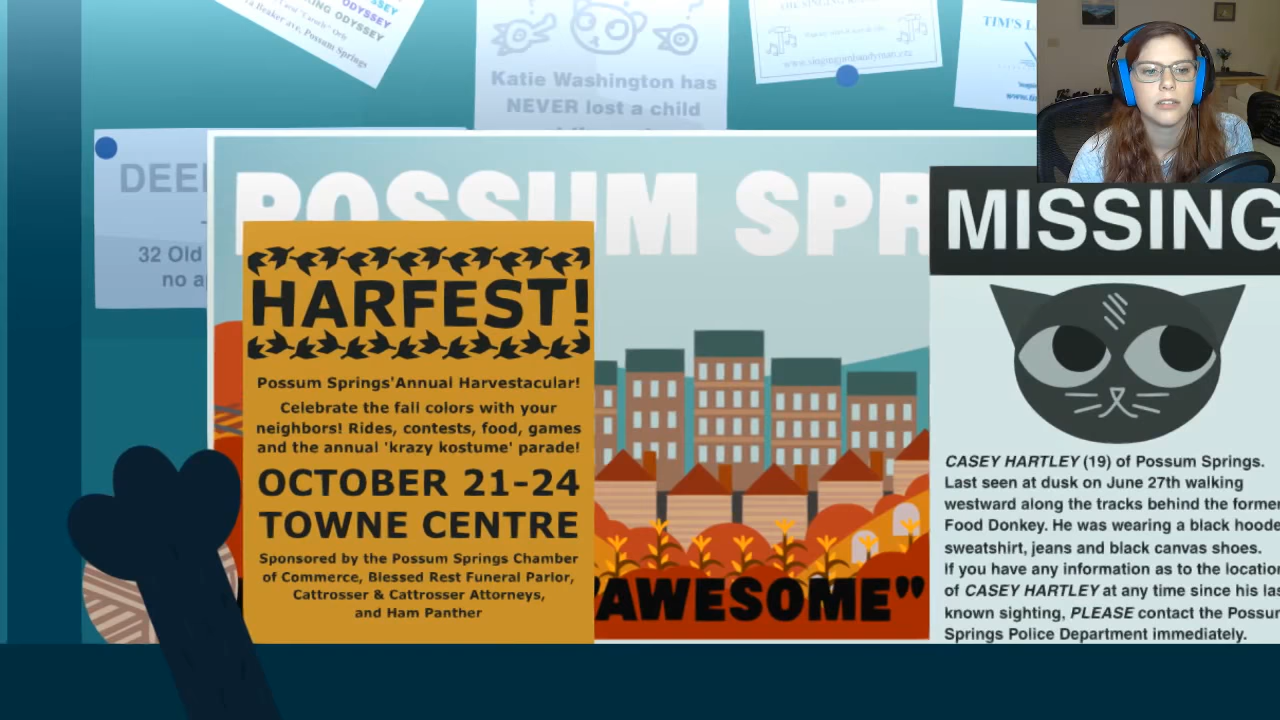 ODYSSEY
KING ODYSSEY
Beaker ave, Possum Springs
Katie Washington has
NEVER lost a child
TIM'S
DEE
32 Old
no a
POSSUM SPR
HARFEST!
Possum Springs'Annual Harvestacular!
Celebrate the fall colors with your
neighbors! Rides, contests, food, games
and the annual 'krazy kostume' parade!
OCTOBER 21-24
TOWNE CENTRE
Sponsored by the Possum Springs Chamber
of Commerce, Blessed Rest Funeral Parlor,
Cattrosser & Cattrosser Attorneys,
and Ham Panther
"AWESOME"
MISSING
CASEY HARTLEY (19) of Possum Springs.
Last seen at dusk on June 27th walking
westward along the tracks behind the former
Food Donkey. He was wearing a black hoode
sweatshirt, jeans and black canvas shoes.
If you have any information as to the location
of CASEY HARTLEY at any time since his las
known sighting, PLEASE contact the Possum
Springs Police Department immediately.